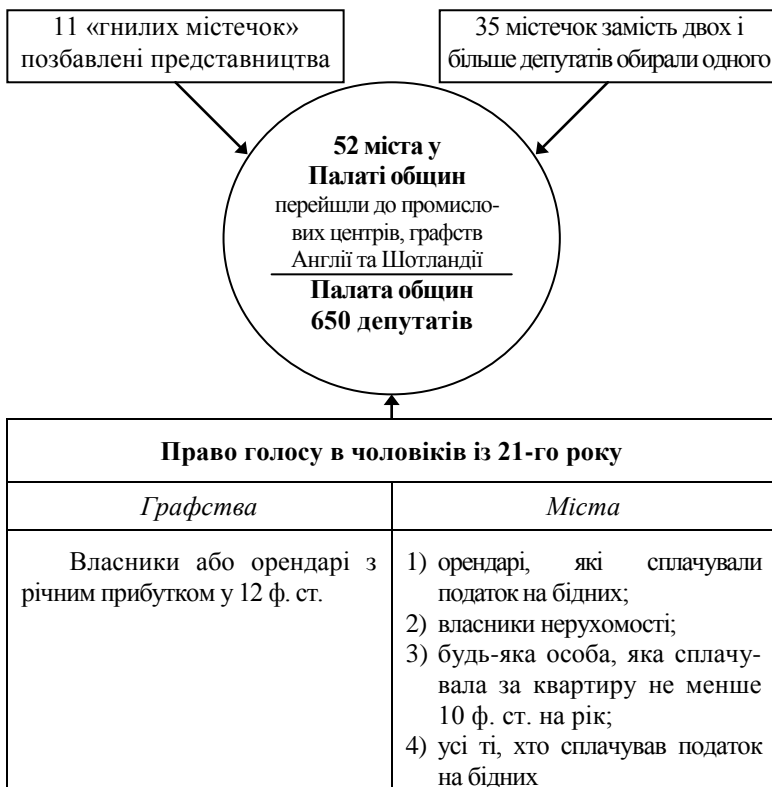 11 «гнилих містечок»
позбавлені представництва
35 містечок замість двох і
більше депутатів обирали одного
52 міста у
Палаті общин
перейшли до промисло-
вих центрів, графств
Англії та Шотландії
Палата общин
650 депутатів
Право голосу в чоловіків із 21-го року
Графства
Міста
Власники або орендарі з
річним прибутком у 12 ф. ст.
1) орендарі, які сплачували
податок на бідних;
2) власники нерухомості;
3) будь-яка особа, яка сплачу-
вала за квартиру не менше
10 ф. ст. на рік;
4) усі ті, хто сплачував податок
на бідних